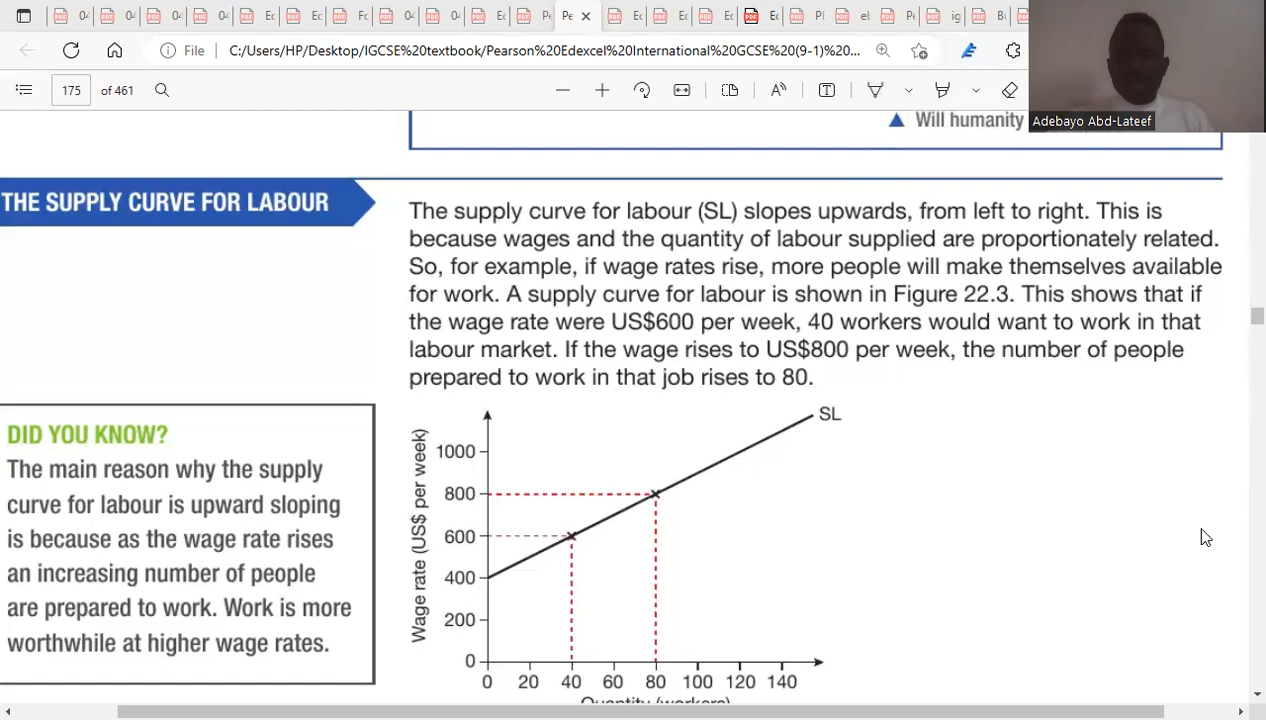 File
C:/Users/HP/Desktop/IGCSE%20textbook/Pearson%20Edexcel%20International%20GCSE%20(9-1)%20...
175 of 461
Adebayo Abd-Lateef
Will humanity
THE SUPPLY CURVE FOR LABOUR
The supply curve for labour (SL) slopes upwards, from left to right. This is
because wages and the quantity of labour supplied are proportionately related.
So, for example, if wage rates rise, more people will make themselves available
for work. A supply curve for labour is shown in Figure 22.3. This shows that if
the wage rate were US$600 per week, 40 workers would want to work in that
labour market. If the wage rises to US$800 per week, the number of people
prepared to work in that job rises to 80.
DID YOU KNOW?
The main reason why the supply
curve for labour is upward sloping
is because as the wage rate rises
an increasing number of people
are prepared to work. Work is more
worthwhile at higher wage rates.
SL
Wage rate (US$ per week)
1000
800
600
400
200
0
0 20 40 60 80 100 120 140
Quantity (workers)